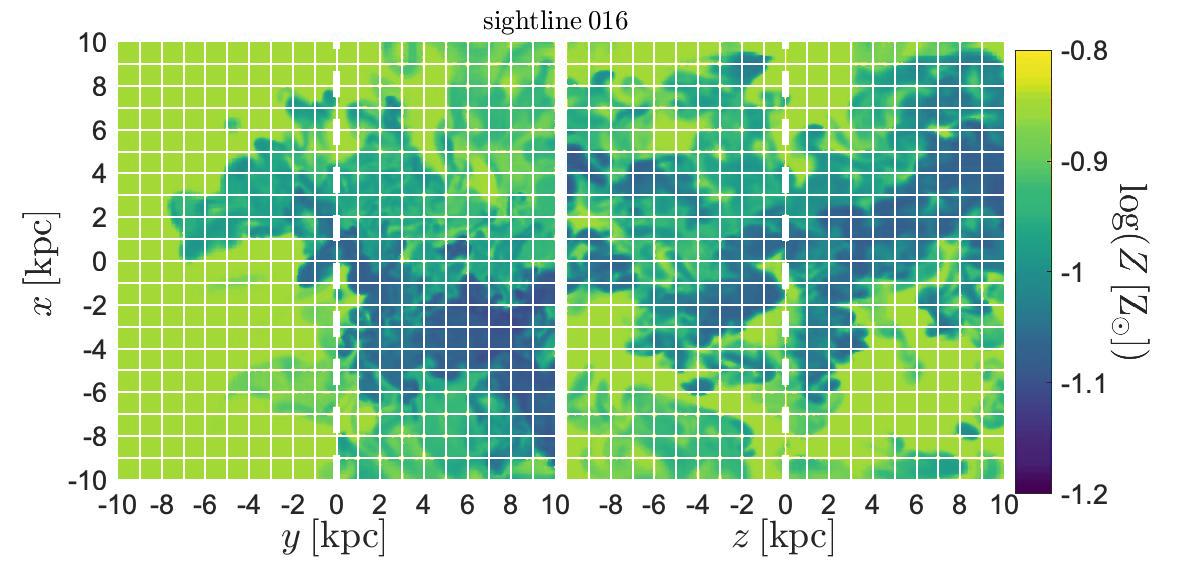 sightline 016
10
8
6
4
2
0
-2
-4
-6
-8
-10
x [kpc]
-10 -8 -6 -4 -2 0 2 4 6 8 10
y [kpc]
-8 -6 -4 -2 0 2 4 6 8 10
z [kpc]
-0.8
-0.9
-1
-1.1
-1.2
log(Z [Z⊙])